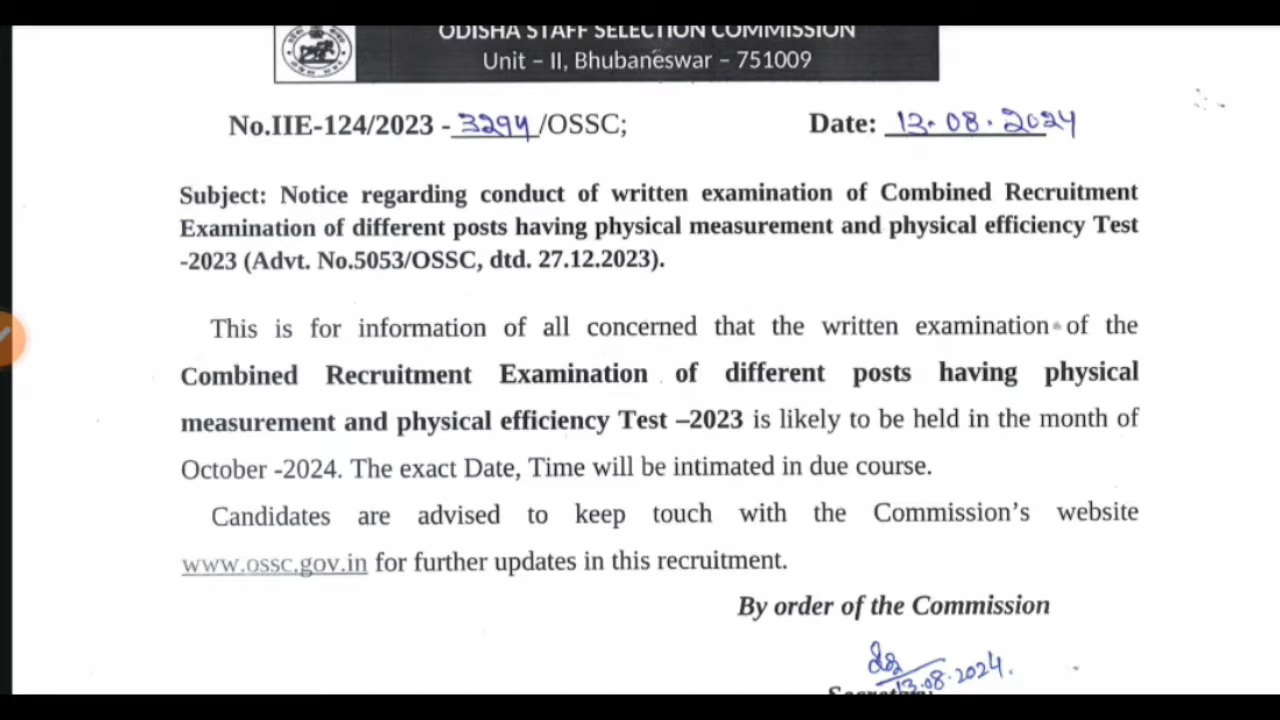 ODISHA STAFF SELECTION COMMISSION
Unit – II, Bhubaneswar – 751009
No.IIE-124/2023 - 3294 /OSSC; Date: 13.08.2024
Subject: Notice regarding conduct of written examination of Combined Recruitment
Examination of different posts having physical measurement and physical efficiency Test
-2023 (Advt. No.5053/OSSC, dtd. 27.12.2023).
This is for information of all concerned that the written examination of the
Combined Recruitment Examination of different posts having physical
measurement and physical efficiency Test –2023 is likely to be held in the month of
October -2024. The exact Date, Time will be intimated in due course.
Candidates are advised to keep touch with the Commission's website
www.ossc.gov.in for further updates in this recruitment.
By order of the Commission
13.08.2024.